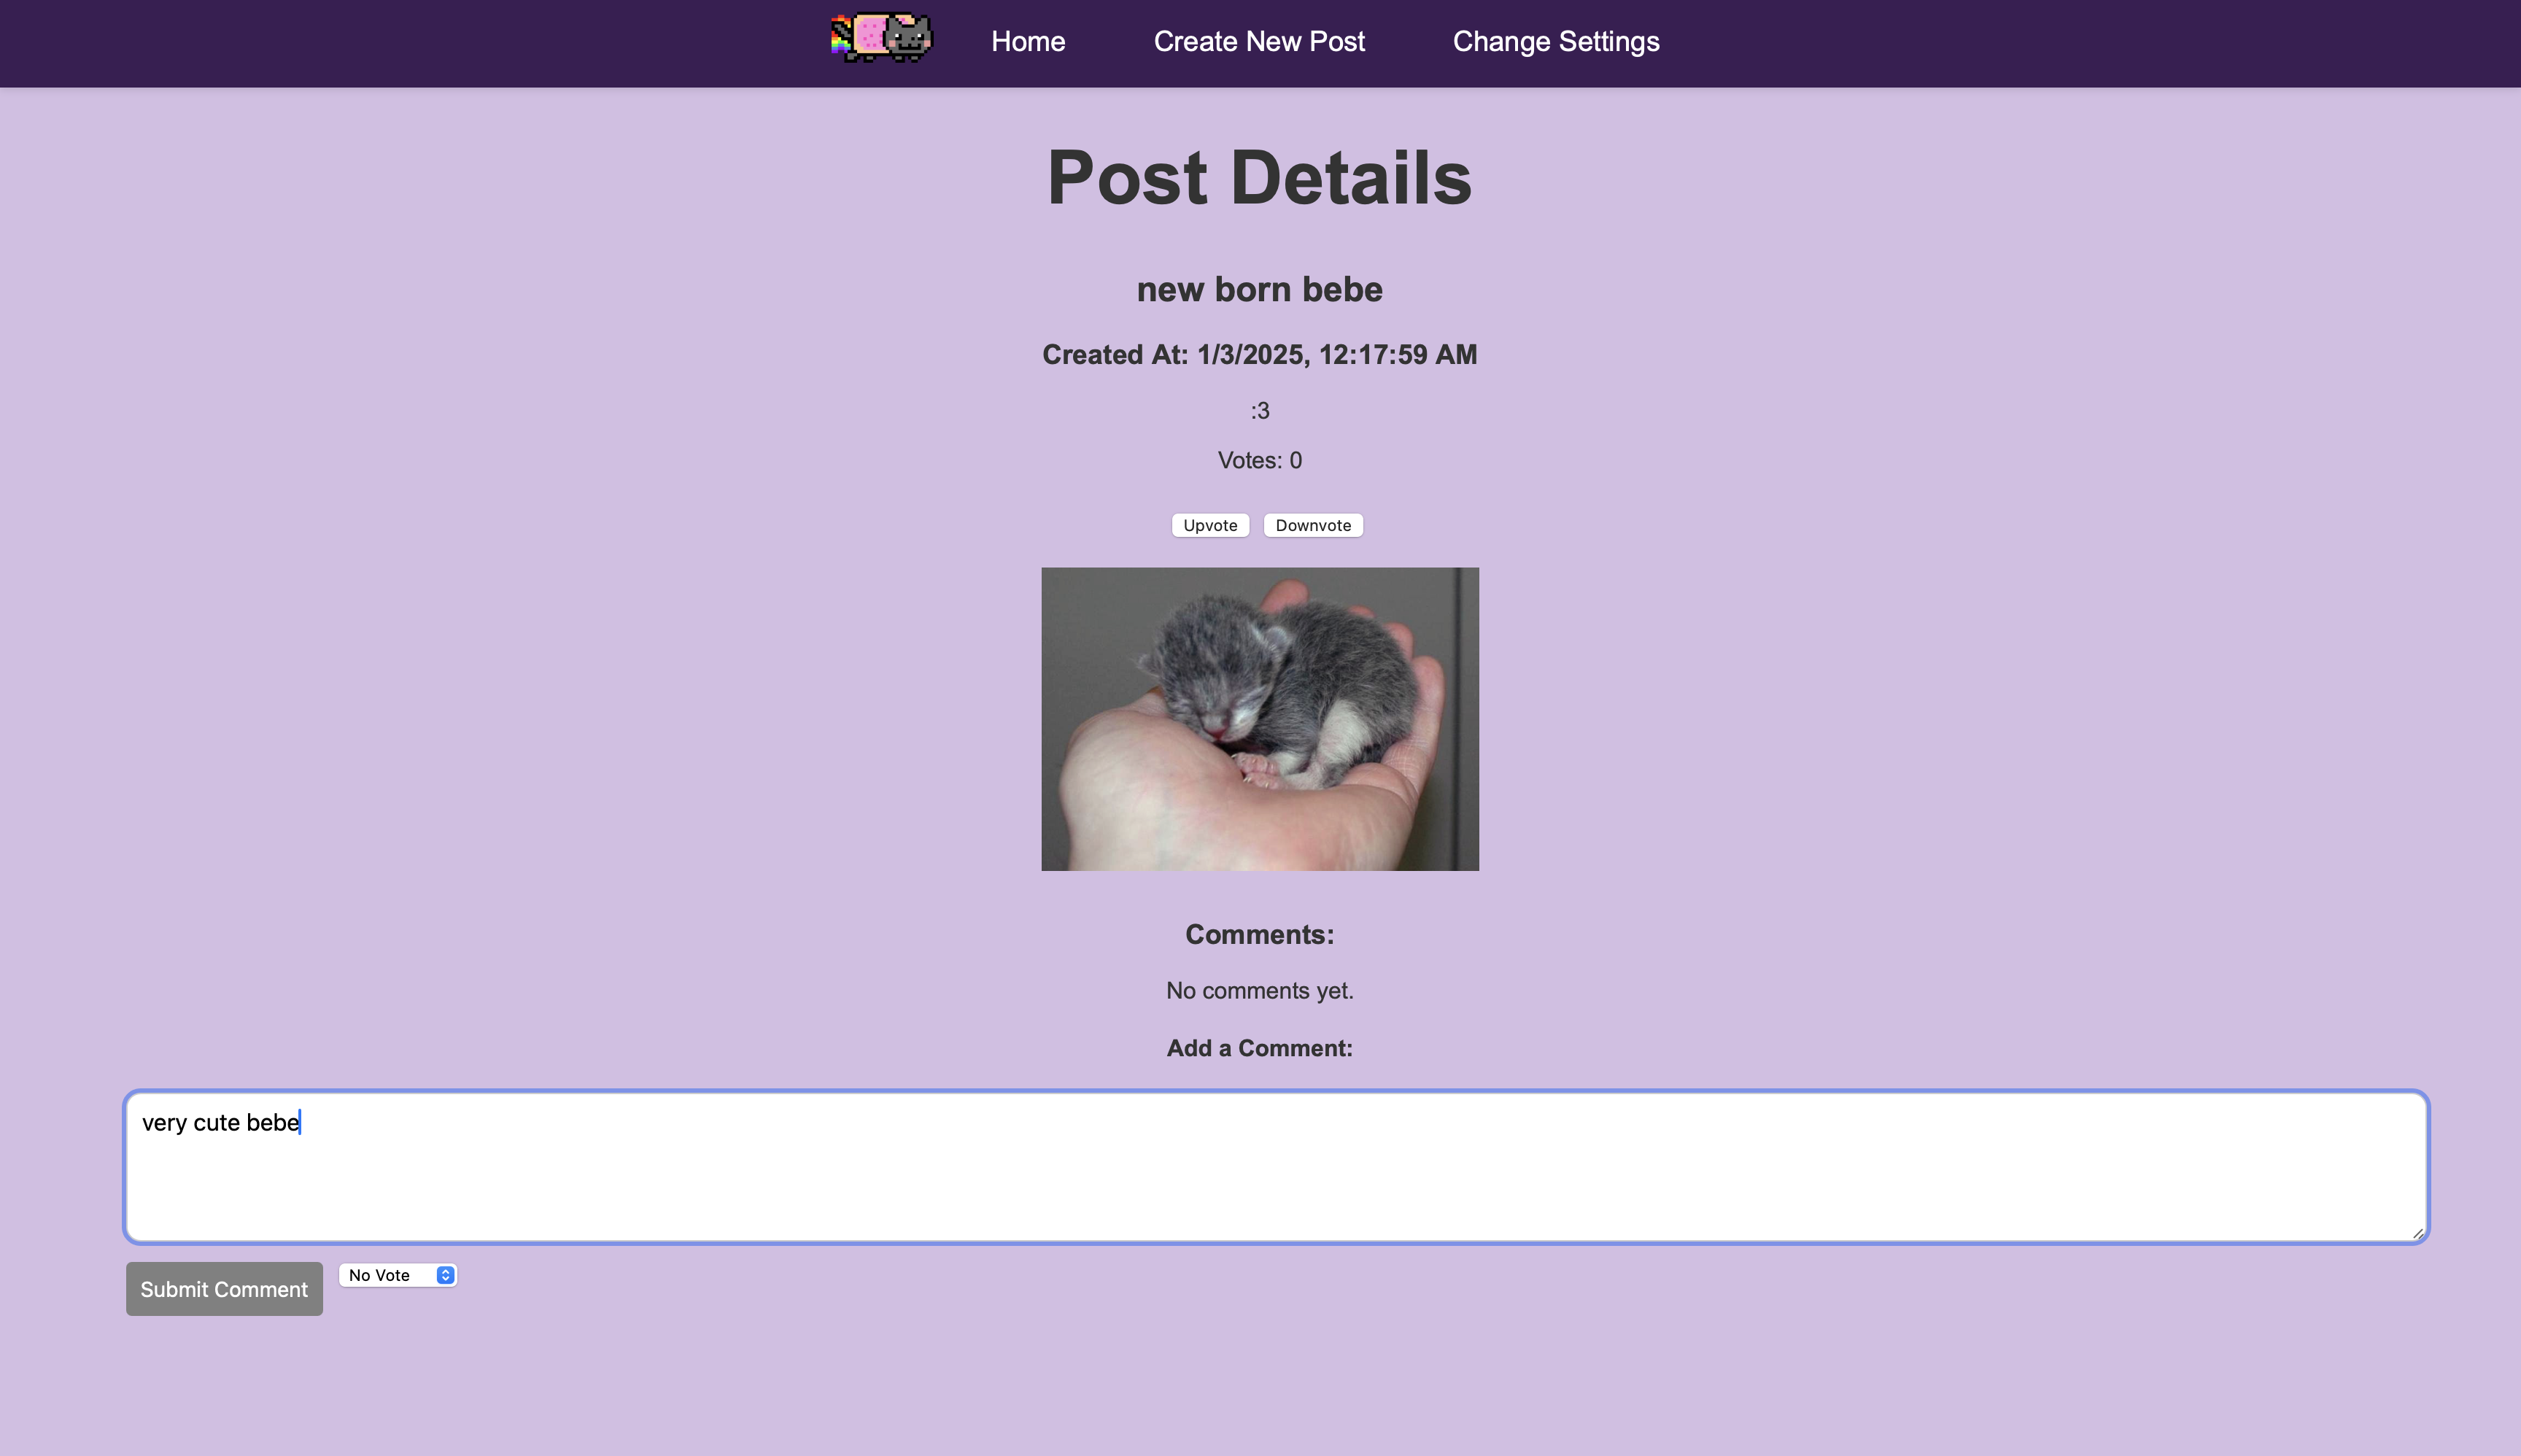 Home Create New Post Change Settings
Post Details
new born bebe
Created At: 1/3/2025, 12:17:59 AM
:3
Votes: 0
Upvote Downvote
Comments:
No comments yet.
Add a Comment:
very cute bebe
Submit Comment No Vote